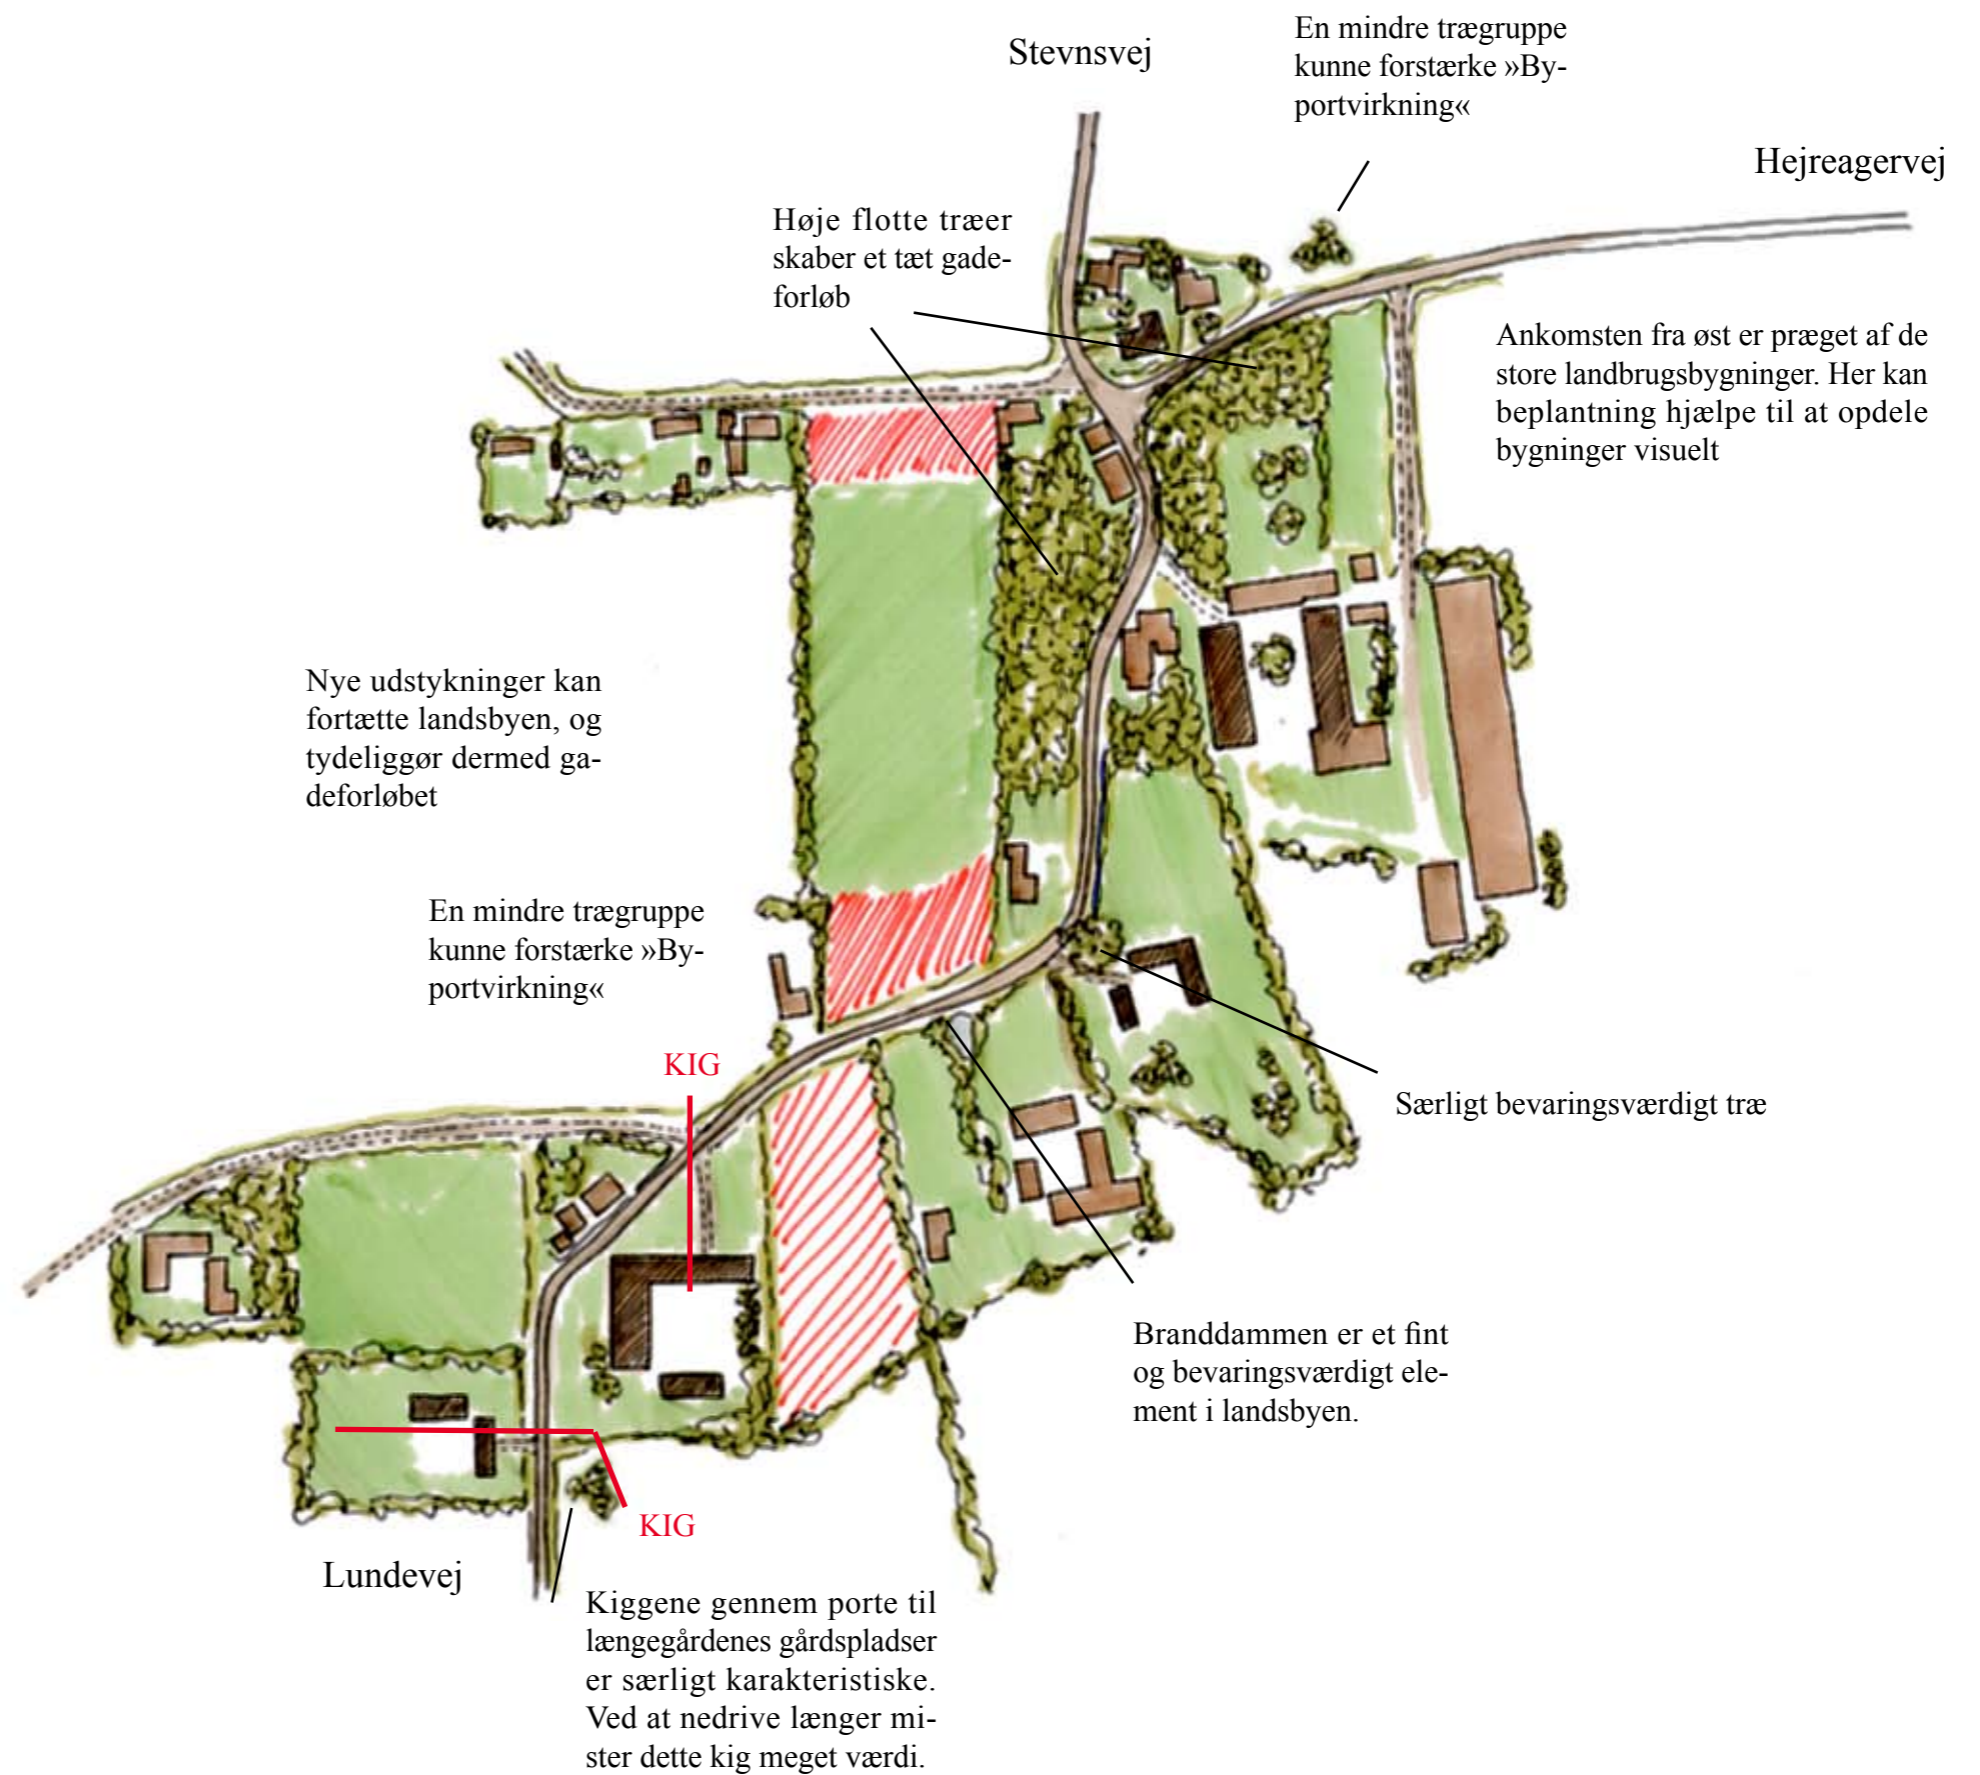 Stevnsvej
En mindre trægruppe
kunne forstærke »By-
portvirkning«
Hejreagervej
Høje flotte træer
skaber et tæt gade-
forløb
Ankomsten fra øst er præget af de
store landbrugsbygninger. Her kan
beplantning hjælpe til at opdele
bygninger visuelt
Nye udstykninger kan
fortætte landsbyen, og
tydeliggør dermed ga-
deforløbet
En mindre trægruppe
kunne forstærke »By-
portvirkning«
KIG
Særligt bevaringsværdigt træ
Branddammen er et fint
og bevaringsværdigt ele-
ment i landsbyen.
KIG
Lundevej
Kiggene gennem porte til
længegårdenes gårdspladser
er særligt karakteristiske.
Ved at nedrive længer mi-
ster dette kig meget værdi.